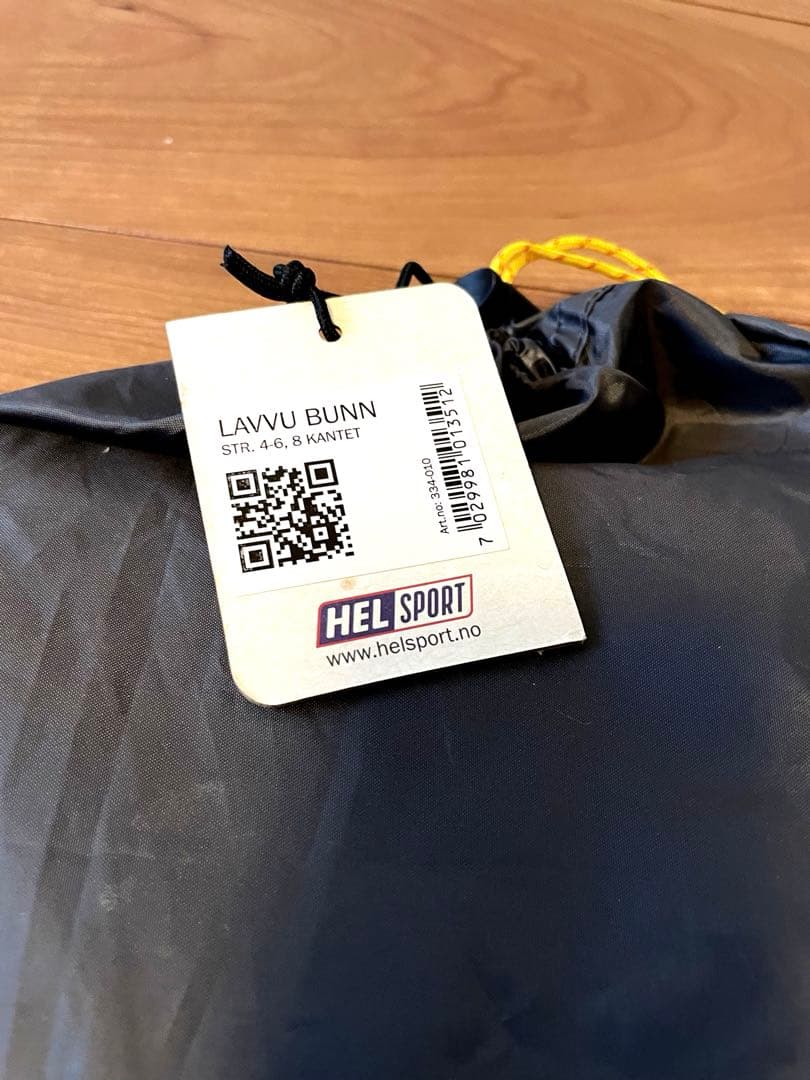 LAVVU BUNN
STR. 4-6, 8 KANTET
Art.no: 334-010
7 029981 013512
HEL SPORT
www.helsport.no